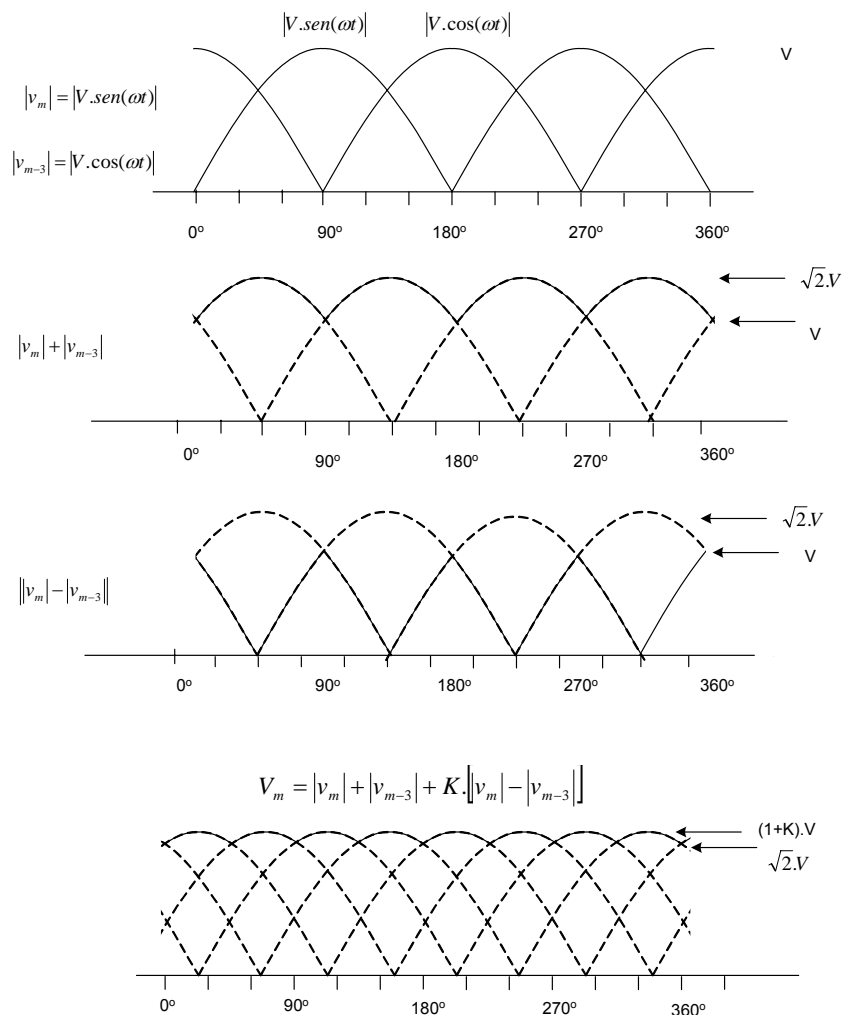 |V.sen(ωt)| |V.cos(ωt)|
V
|v_m| = |V.sen(ωt)|
|v_{m-3}| = |V.cos(ωt)|
0º 90º 180º 270º 360º
√2.V
V
|v_m| + |v_{m-3}|
0º 90º 180º 270º 360º
√2.V
V
||v_m| - |v_{m-3}||
0º 90º 180º 270º 360º
V_m = |v_m| + |v_{m-3}| + K.[|v_m| - |v_{m-3}|]
(1+K).V
√2.V
0º 90º 180º 270º 360º